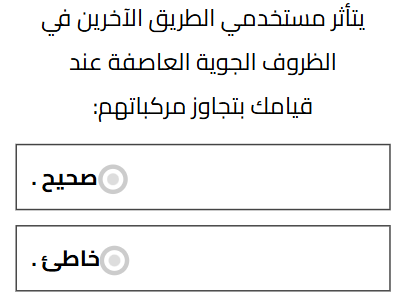 يتأثر مستخدمي الطريق الآخرين في
الظروف الجوية العاصفة عند
قيامك بتجاوز مركباتهم:
صحيح .
خاطئ .